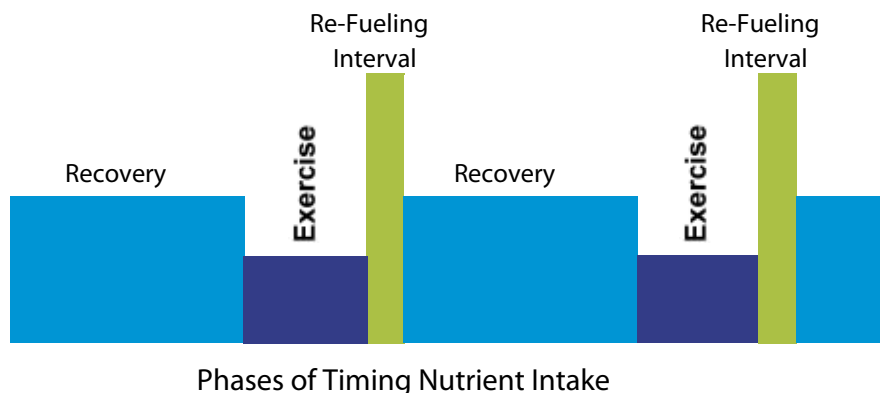 Re-Fueling
Interval
Re-Fueling
Interval
Recovery
Exercise
Recovery
Exercise
Phases of Timing Nutrient Intake